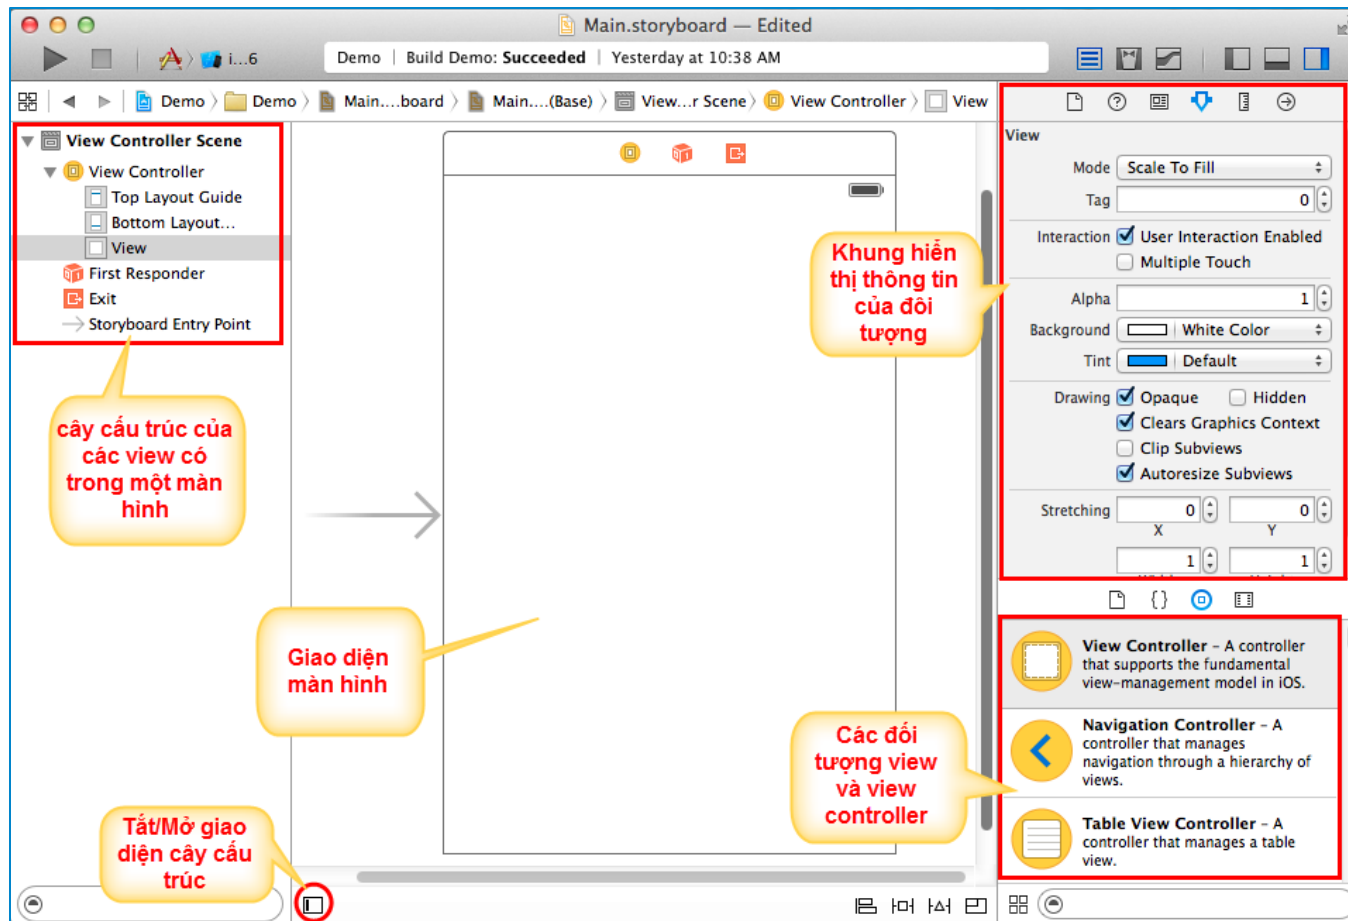 Main.storyboard — Edited
i...6
Demo | Build Demo: Succeeded | Yesterday at 10:38 AM
Demo
Demo
Main....board
Main....(Base)
View...r Scene
View Controller
View
View Controller Scene
View Controller
Top Layout Guide
Bottom Layout...
View
First Responder
Exit
Storyboard Entry Point
cây cấu trúc của
các view có
trong một màn
hình
Giao diện
màn hình
Tắt/Mở giao
diện cây cấu
trúc
Khung hiển
thị thông tin
của đôi
tượng
Các đối
tượng view
và view
controller
View
Mode Scale To Fill
Tag 0
Interaction User Interaction Enabled
Multiple Touch
Alpha 1
Background White Color
Tint Default
Drawing Opaque Hidden
Clears Graphics Context
Clip Subviews
Autoresize Subviews
Stretching 0 0
X Y
1 1
View Controller – A controller
that supports the fundamental
view-management model in iOS.
Navigation Controller – A
controller that manages
navigation through a hierarchy of
views.
Table View Controller – A
controller that manages a table
view.